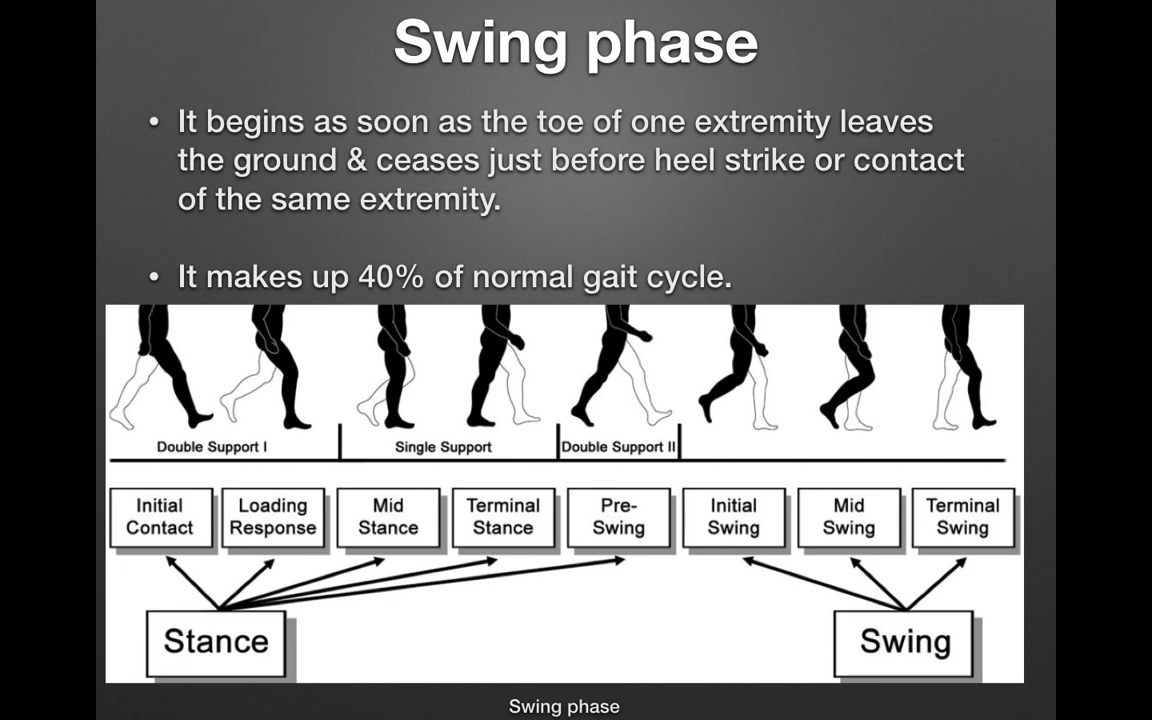 Swing phase
• It begins as soon as the toe of one extremity leaves
the ground & ceases just before heel strike or contact
of the same extremity.
• It makes up 40% of normal gait cycle.
Double Support I
Single Support
Double Support II
Initial
Contact
Loading
Response
Mid
Stance
Terminal
Stance
Pre-
Swing
Initial
Swing
Mid
Swing
Terminal
Swing
Stance
Swing
Swing phase